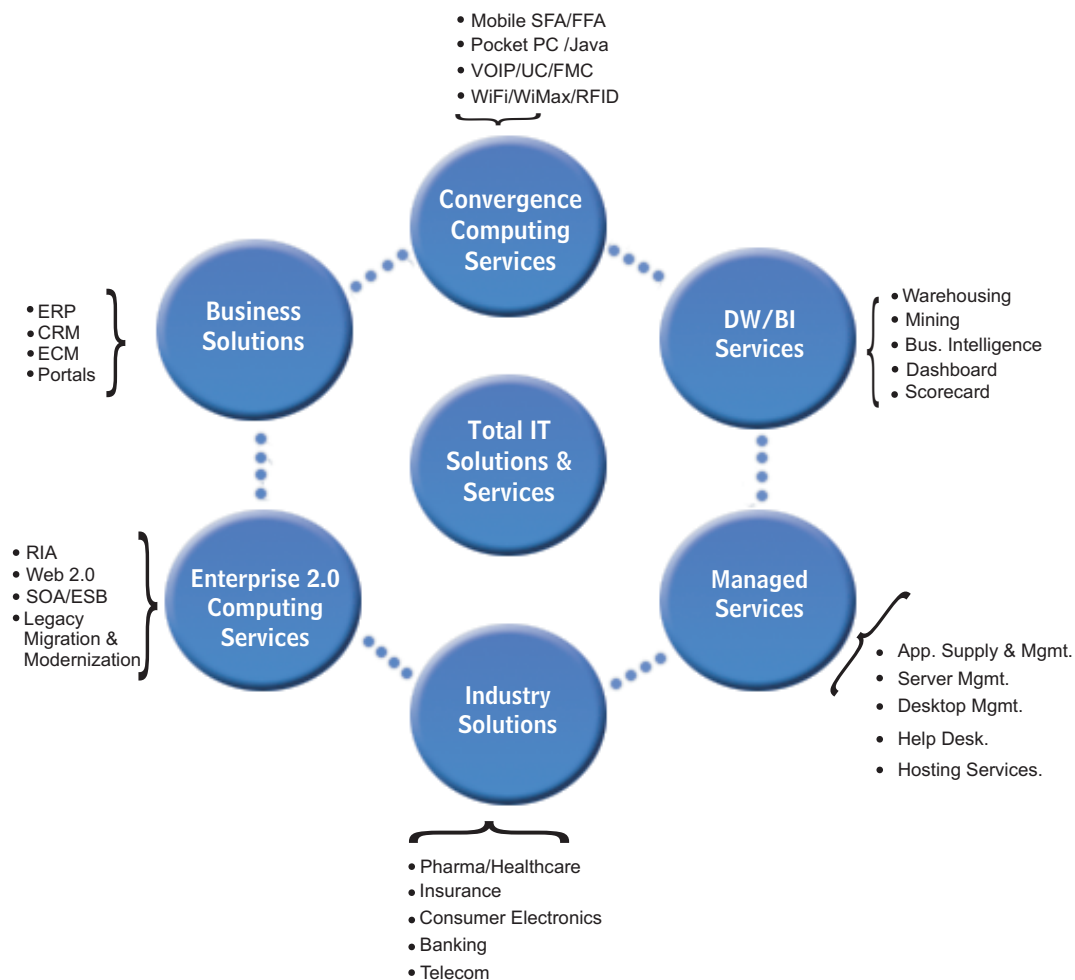 • Mobile SFA/FFA
• Pocket PC /Java
• VOIP/UC/FMC
• WiFi/WiMax/RFID
Convergence
Computing
Services
Business
Solutions
• ERP
• CRM
• ECM
• Portals
DW/BI
Services
• Warehousing
• Mining
• Bus. Intelligence
• Dashboard
• Scorecard
Total IT
Solutions &
Services
Enterprise 2.0
Computing
Services
• RIA
• Web 2.0
• SOA/ESB
• Legacy
Migration &
Modernization
Managed
Services
• App. Supply & Mgmt.
• Server Mgmt.
• Desktop Mgmt.
• Help Desk.
• Hosting Services.
Industry
Solutions
• Pharma/Healthcare
• Insurance
• Consumer Electronics
• Banking
• Telecom